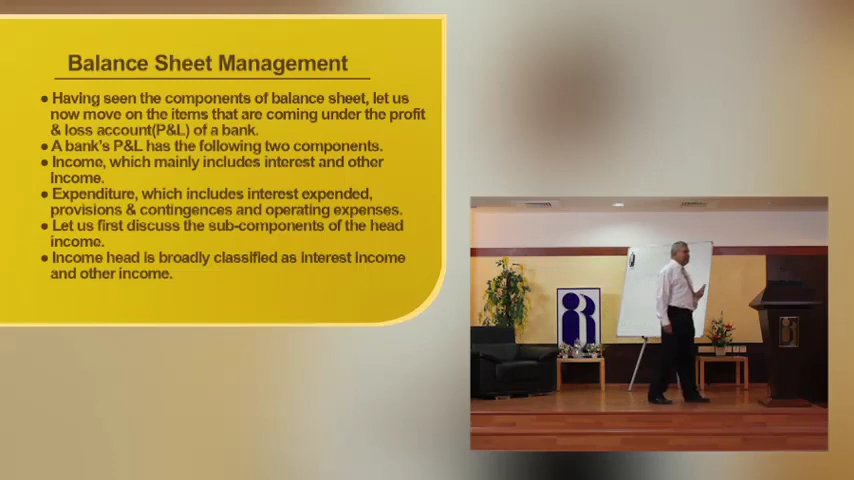 Balance Sheet Management
● Having seen the components of balance sheet, let us
now move on the items that are coming under the profit
& loss account(P&L) of a bank.
● A bank's P&L has the following two components.
● Income, which mainly includes interest and other
income.
● Expenditure, which includes interest expended,
provisions & contingences and operating expenses.
● Let us first discuss the sub-components of the head
income.
● Income head is broadly classified as Interest Income
and other income.